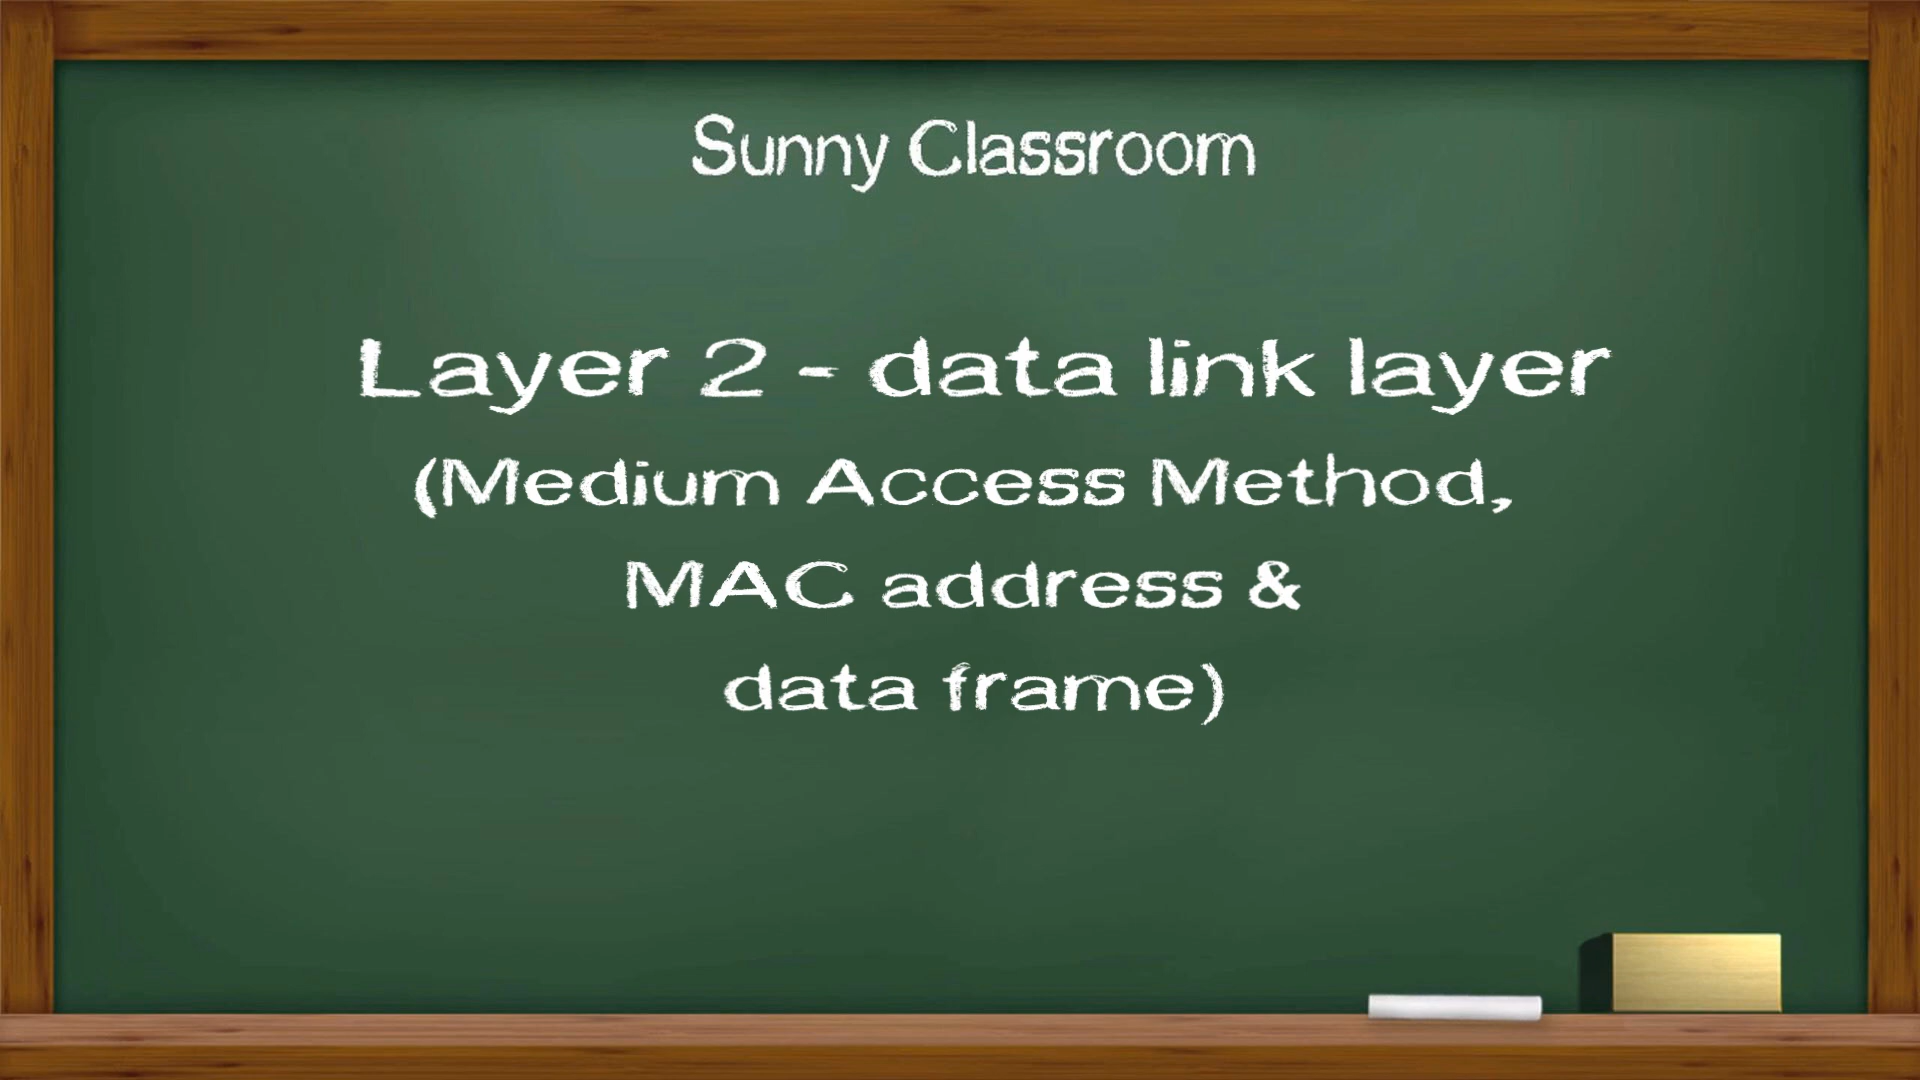 Sunny Classroom
Layer 2 - data link layer
(Medium Access Method,
MAC address &
data frame)